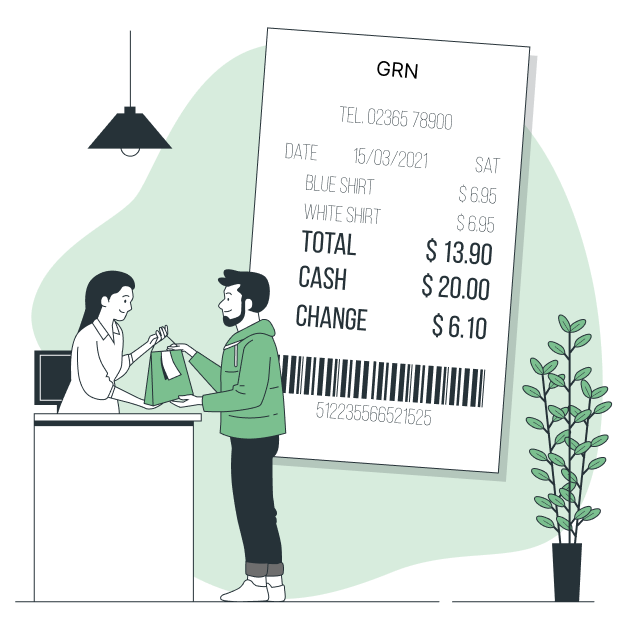 GRN
TEL. 02365 78900
DATE 15/03/2021 SAT
BLUE SHIRT $ 6.95
WHITE SHIRT $ 6.95
TOTAL $ 13.90
CASH $ 20.00
CHANGE $ 6.10
512235566521525